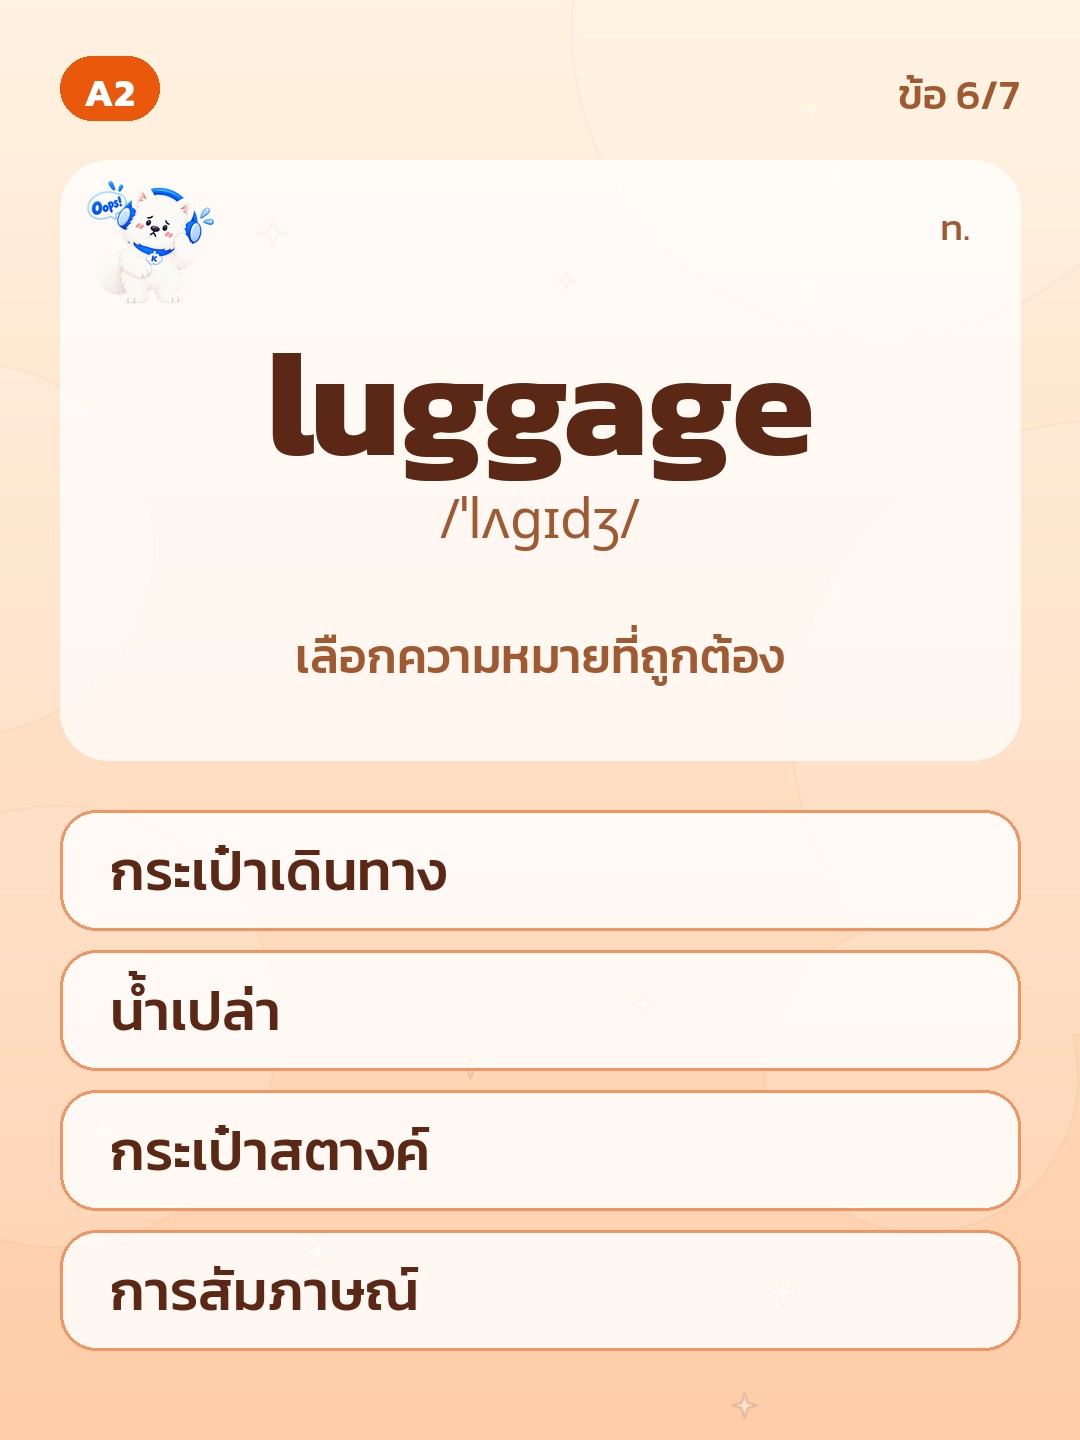 A2
ข้อ 6/7
Oops!
n.
K
luggage
/ˈlʌɡɪdʒ/
เลือกความหมายที่ถูกต้อง
กระเป๋าเดินทาง
น้ำเปล่า
กระเป๋าสตางค์
การสัมภาษณ์